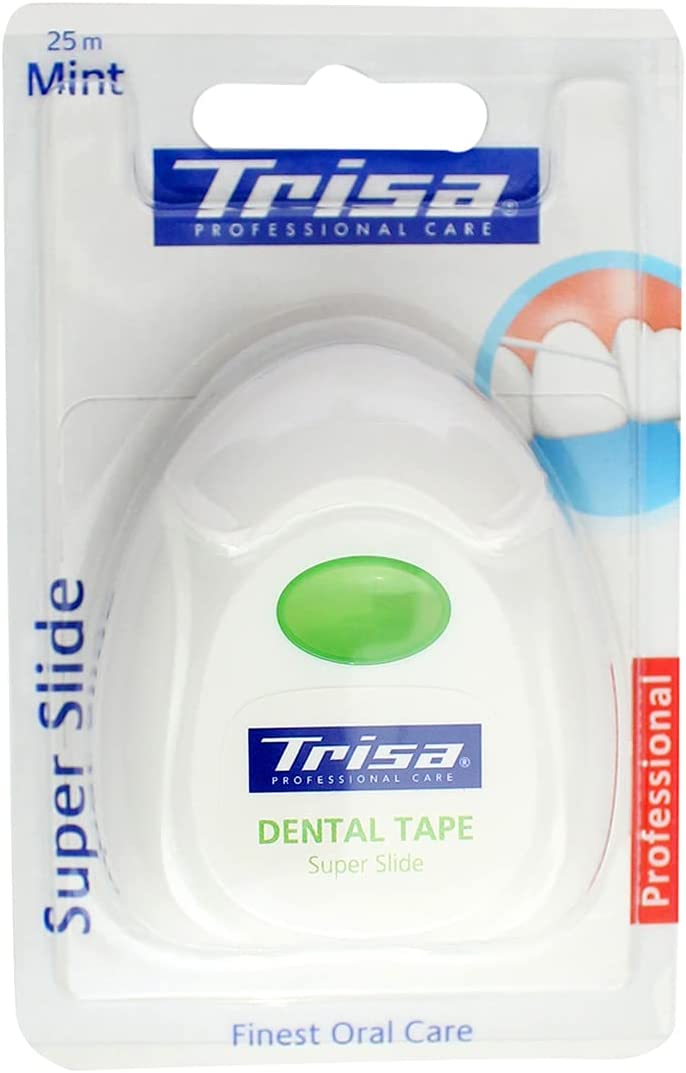 25 m
Mint
Trisa®
PROFESSIONAL CARE
Super Slide
Trisa®
PROFESSIONAL CARE
DENTAL TAPE
Super Slide
Professional
Finest Oral Care